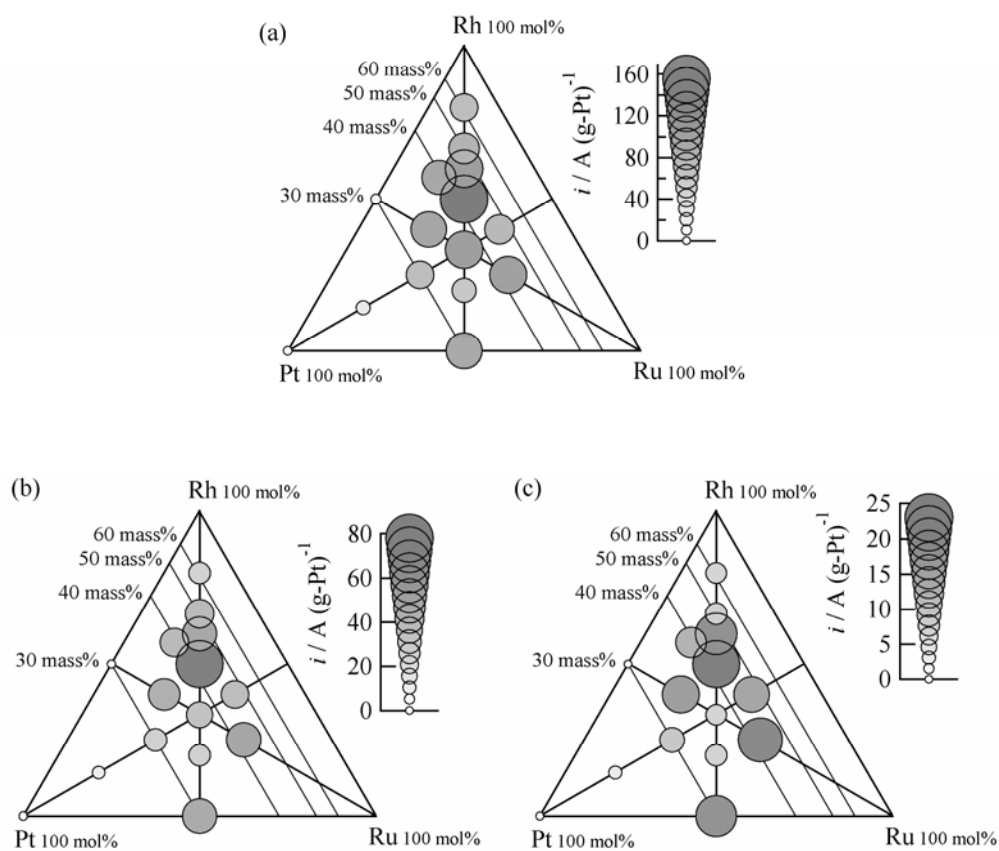 (a)
Rh 100 mol%
60 mass%
50 mass%
40 mass%
30 mass%
Pt 100 mol%
Ru 100 mol%
i / A (g-Pt)⁻¹
160
120
80
40
0
(b)
Rh 100 mol%
60 mass%
50 mass%
40 mass%
30 mass%
Pt 100 mol%
Ru 100 mol%
i / A (g-Pt)⁻¹
80
60
40
20
0
(c)
Rh 100 mol%
60 mass%
50 mass%
40 mass%
30 mass%
Pt 100 mol%
Ru 100 mol%
i / A (g-Pt)⁻¹
25
20
15
10
5
0